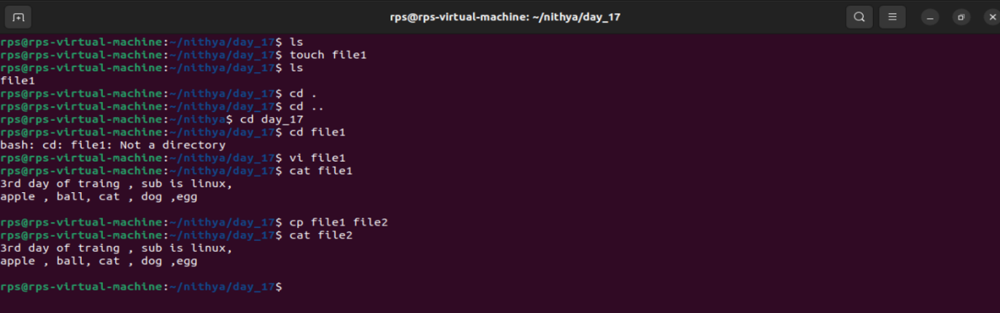 rps@rps-virtual-machine: ~/nithya/day_17
rps@rps-virtual-machine:~/nithya/day_17$ ls
rps@rps-virtual-machine:~/nithya/day_17$ touch file1
rps@rps-virtual-machine:~/nithya/day_17$ ls
file1
rps@rps-virtual-machine:~/nithya/day_17$ cd .
rps@rps-virtual-machine:~/nithya/day_17$ cd ..
rps@rps-virtual-machine:~/nithya$ cd day_17
rps@rps-virtual-machine:~/nithya/day_17$ cd file1
bash: cd: file1: Not a directory
rps@rps-virtual-machine:~/nithya/day_17$ vi file1
rps@rps-virtual-machine:~/nithya/day_17$ cat file1
3rd day of traing , sub is linux,
apple , ball, cat , dog ,egg
rps@rps-virtual-machine:~/nithya/day_17$ cp file1 file2
rps@rps-virtual-machine:~/nithya/day_17$ cat file2
3rd day of traing , sub is linux,
apple , ball, cat , dog ,egg
rps@rps-virtual-machine:~/nithya/day_17$